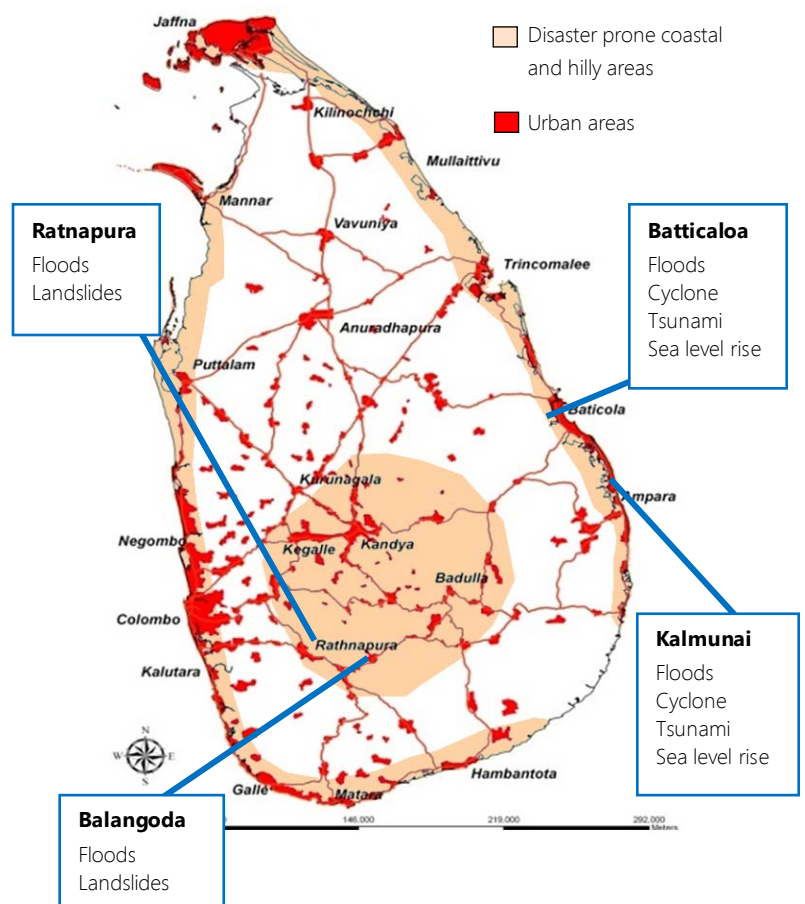 Jaffna
Disaster prone coastal
and hilly areas
Urban areas
Kilinochchi
Mullaittivu
Mannar
Ratnapura
Floods
Landslides
Vavuniya
Batticaloa
Floods
Cyclone
Tsunami
Sea level rise
Trincomalee
Anuradhapura
Puttalam
Baticola
Kurunagala
Ampara
Negombo
Kegalle
Kandya
Badulla
Colombo
Rathnapura
Kalmunai
Floods
Cyclone
Tsunami
Sea level rise
Kalutara
N
W
E
S
Hambantota
Galle
Matara
Balangoda
Floods
Landslides
146,000
219,000
292,000
Meters